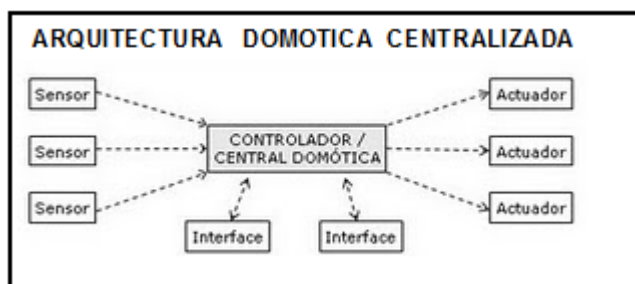 ARQUITECTURA DOMOTICA CENTRALIZADA
Sensor
Actuador
CONTROLADOR /
CENTRAL DOMÓTICA
Sensor
Actuador
Sensor
Actuador
Interface
Interface